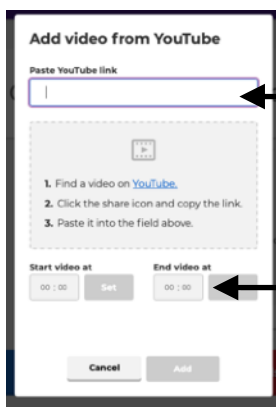 Add video from YouTube
Paste YouTube link
1. Find a video on YouTube.
2. Click the share icon and copy the link.
3. Paste it into the field above.
Start video at End video at
00 : 00 Set 00 : 00
Cancel Add